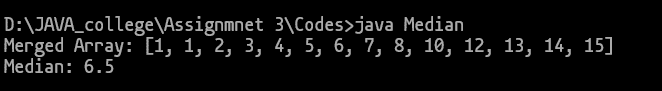 D:\JAVA_college\Assignmnet 3\Codes>java Median
Merged Array: [1, 1, 2, 3, 4, 5, 6, 7, 8, 10, 12, 13, 14, 15]
Median: 6.5